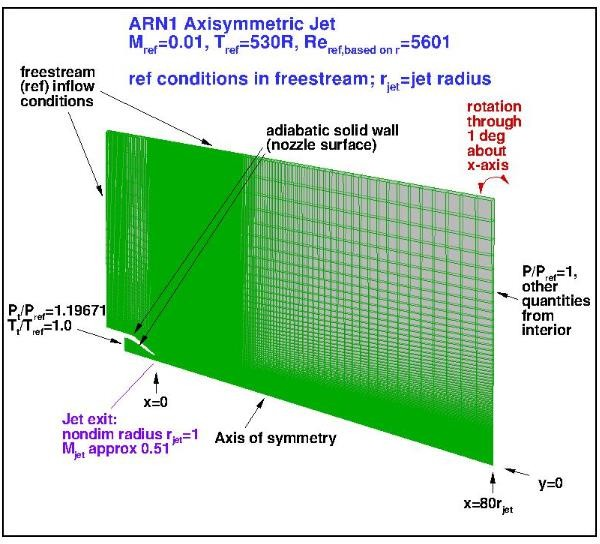 ARN1 Axisymmetric Jet
Mref=0.01, Tref=530R, Reref,based on r=5601
ref conditions in freestream; rjet=jet radius
freestream
(ref) inflow
conditions
adiabatic solid wall
(nozzle surface)
rotation
through
1 deg
about
x-axis
P/Pref=1,
other
quantities
from
interior
Pt/Pref=1.19671
Tt/Tref=1.0
x=0
Jet exit:
nondim radius rjet=1
Mjet approx 0.51
Axis of symmetry
y=0
x=80rjet